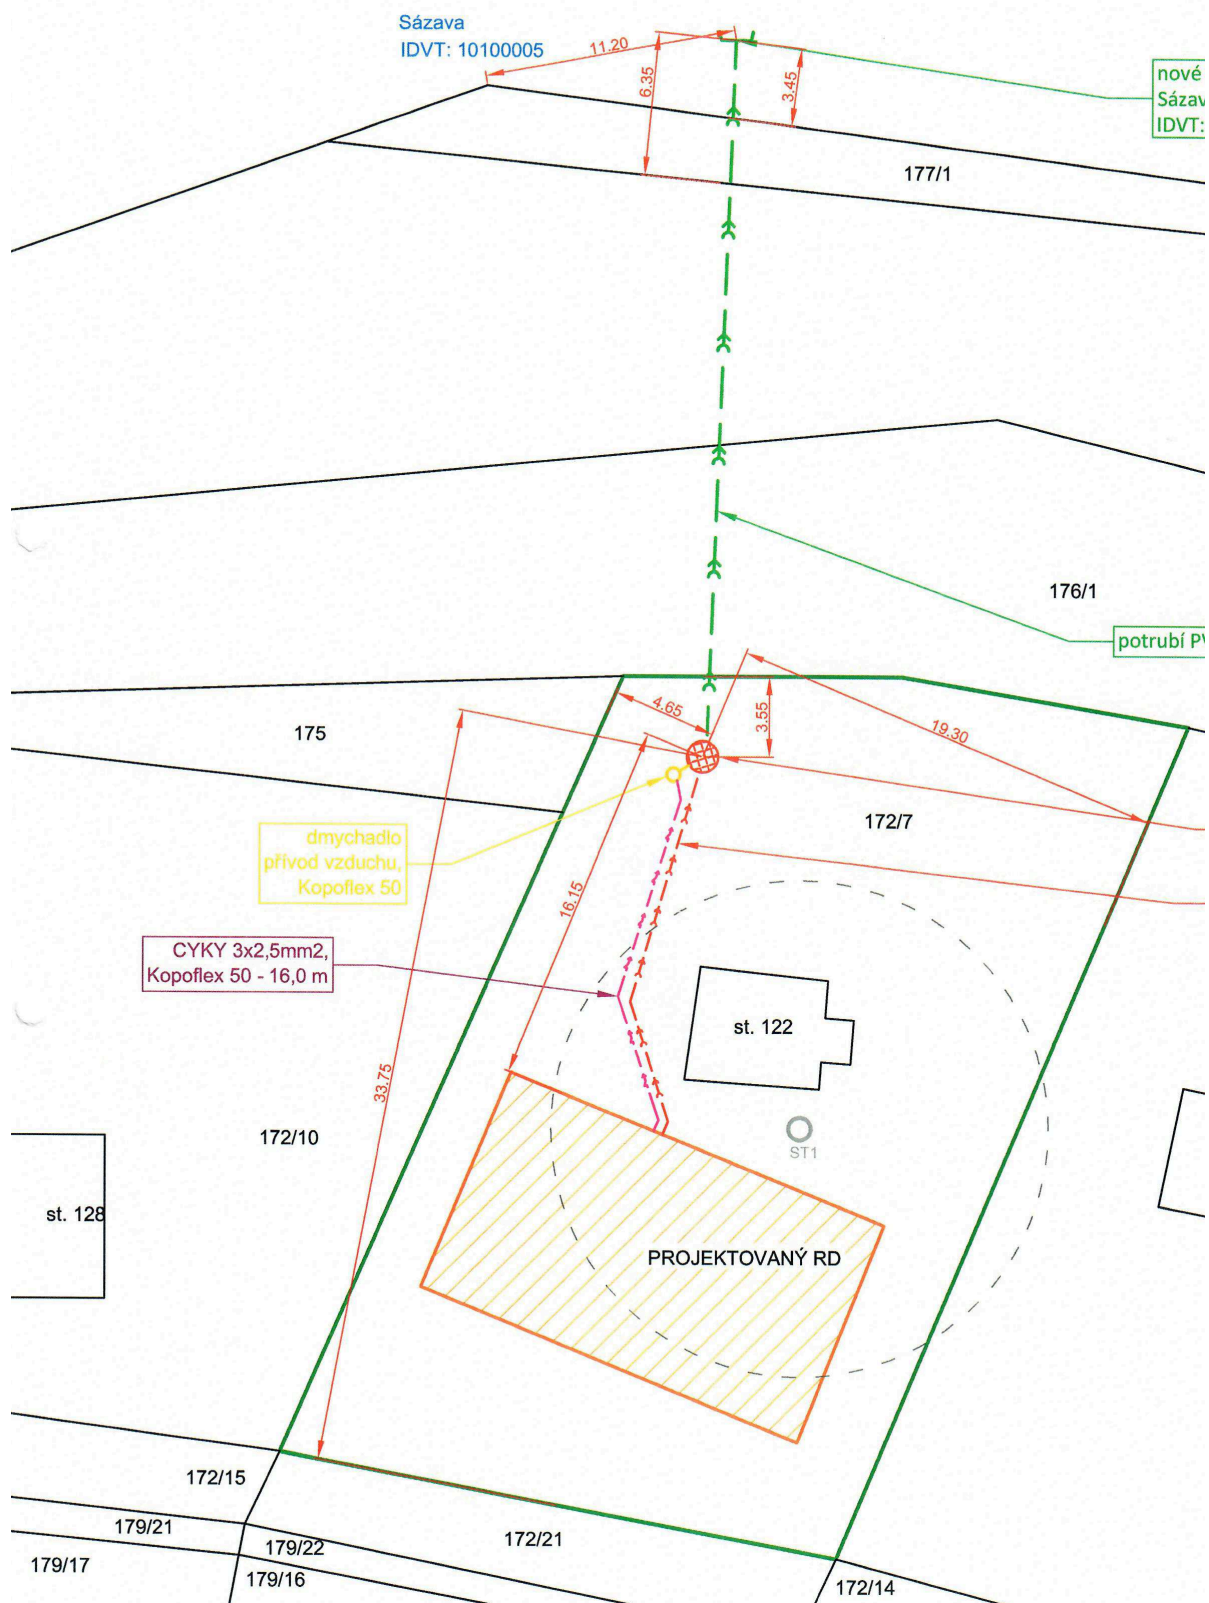 Sázava
IDVT: 10100005
11.20
6.35
3.45
nové
Sázav
IDVT:
177/1
176/1
potrubí PV
175
4.65
3.55
19.30
172/7
dmychadlo
přívod vzduchu,
Kopoflex 50
16.15
CYKY 3x2,5mm2,
Kopoflex 50 - 16,0 m
st. 122
33.75
172/10
ST1
st. 128
PROJEKTOVANÝ RD
172/15
179/21
179/22
172/21
179/17
179/16
172/14